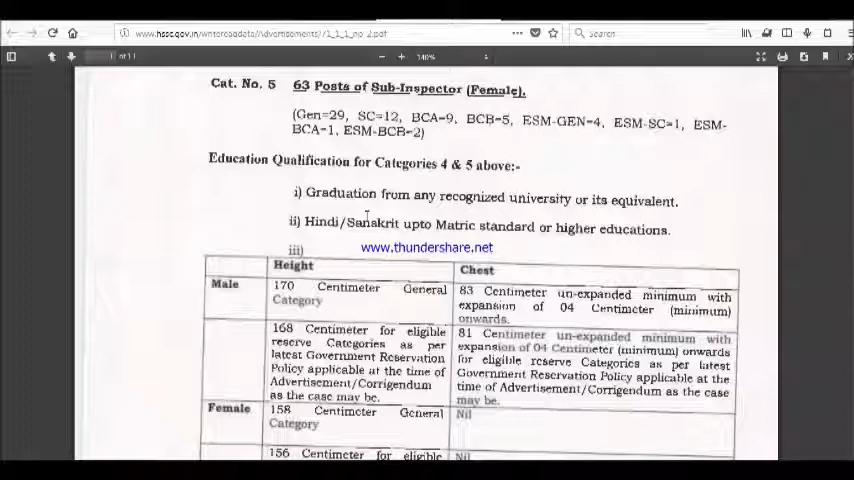 www.hssc.gov.in/writereaddata/Advertisements/
Search
140%
Cat. No. 5 63 Posts of Sub-Inspector (Female).
(Gen=29, SC=12, BCA=9, BCB=5, ESM-GEN=4, ESM-SC=1, ESM-
BCA=1, ESM-BCB=2)
Education Qualification for Categories 4 & 5 above:-
i) Graduation from any recognized university or its equivalent.
ii) Hindi/Sanskrit upto Matric standard or higher educations.
www.thundershare.net
iii)
Height Chest
Male 170 Centimeter General 83 Centimeter un-expanded minimum with
Category expansion of 04 Centimeter (minimum)
onwards.
168 Centimeter for eligible 81 Centimeter un-expanded minimum with
reserve Categories as per expansion of 04 Centimeter (minimum) onwards
latest Government Reservation for eligible reserve Categories as per latest
Policy applicable at the time of Government Reservation Policy applicable at the
Advertisement/Corrigendum time of Advertisement/Corrigendum as the case
as the case may be. may be.
Female 158 Centimeter General Nil
Category
156 Centimeter for eligible Nil